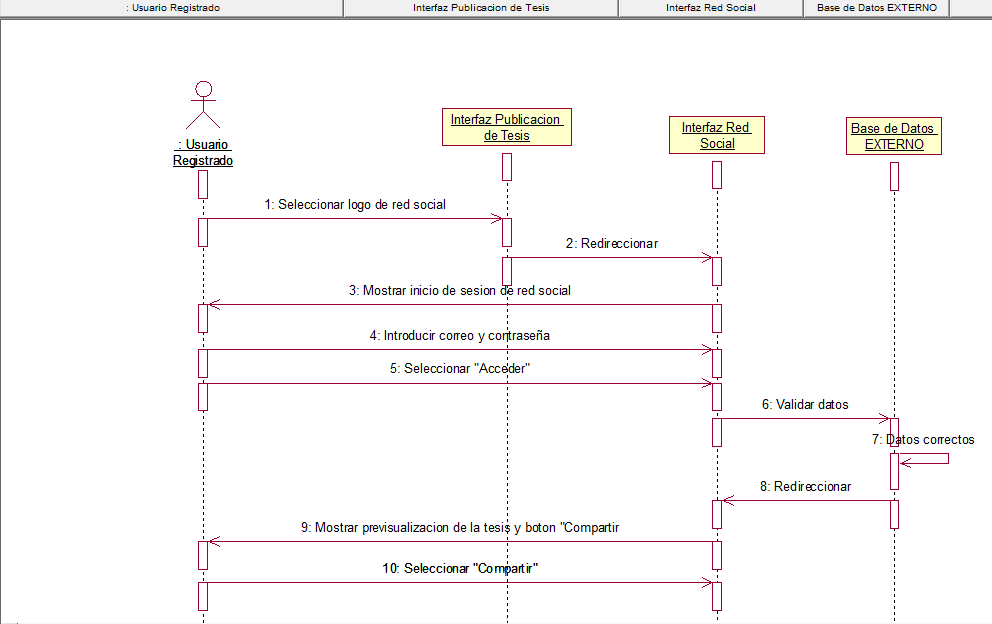 : Usuario Registrado
Interfaz Publicacion de Tesis
Interfaz Red Social
Base de Datos EXTERNO
: Usuario
Registrado
Interfaz Publicacion
de Tesis
Interfaz Red
Social
Base de Datos
EXTERNO
1: Seleccionar logo de red social
2: Redireccionar
3: Mostrar inicio de sesion de red social
4: Introducir correo y contraseña
5: Seleccionar "Acceder"
6: Validar datos
7: Datos correctos
8: Redireccionar
9: Mostrar previsualizacion de la tesis y boton "Compartir
10: Seleccionar "Compartir"